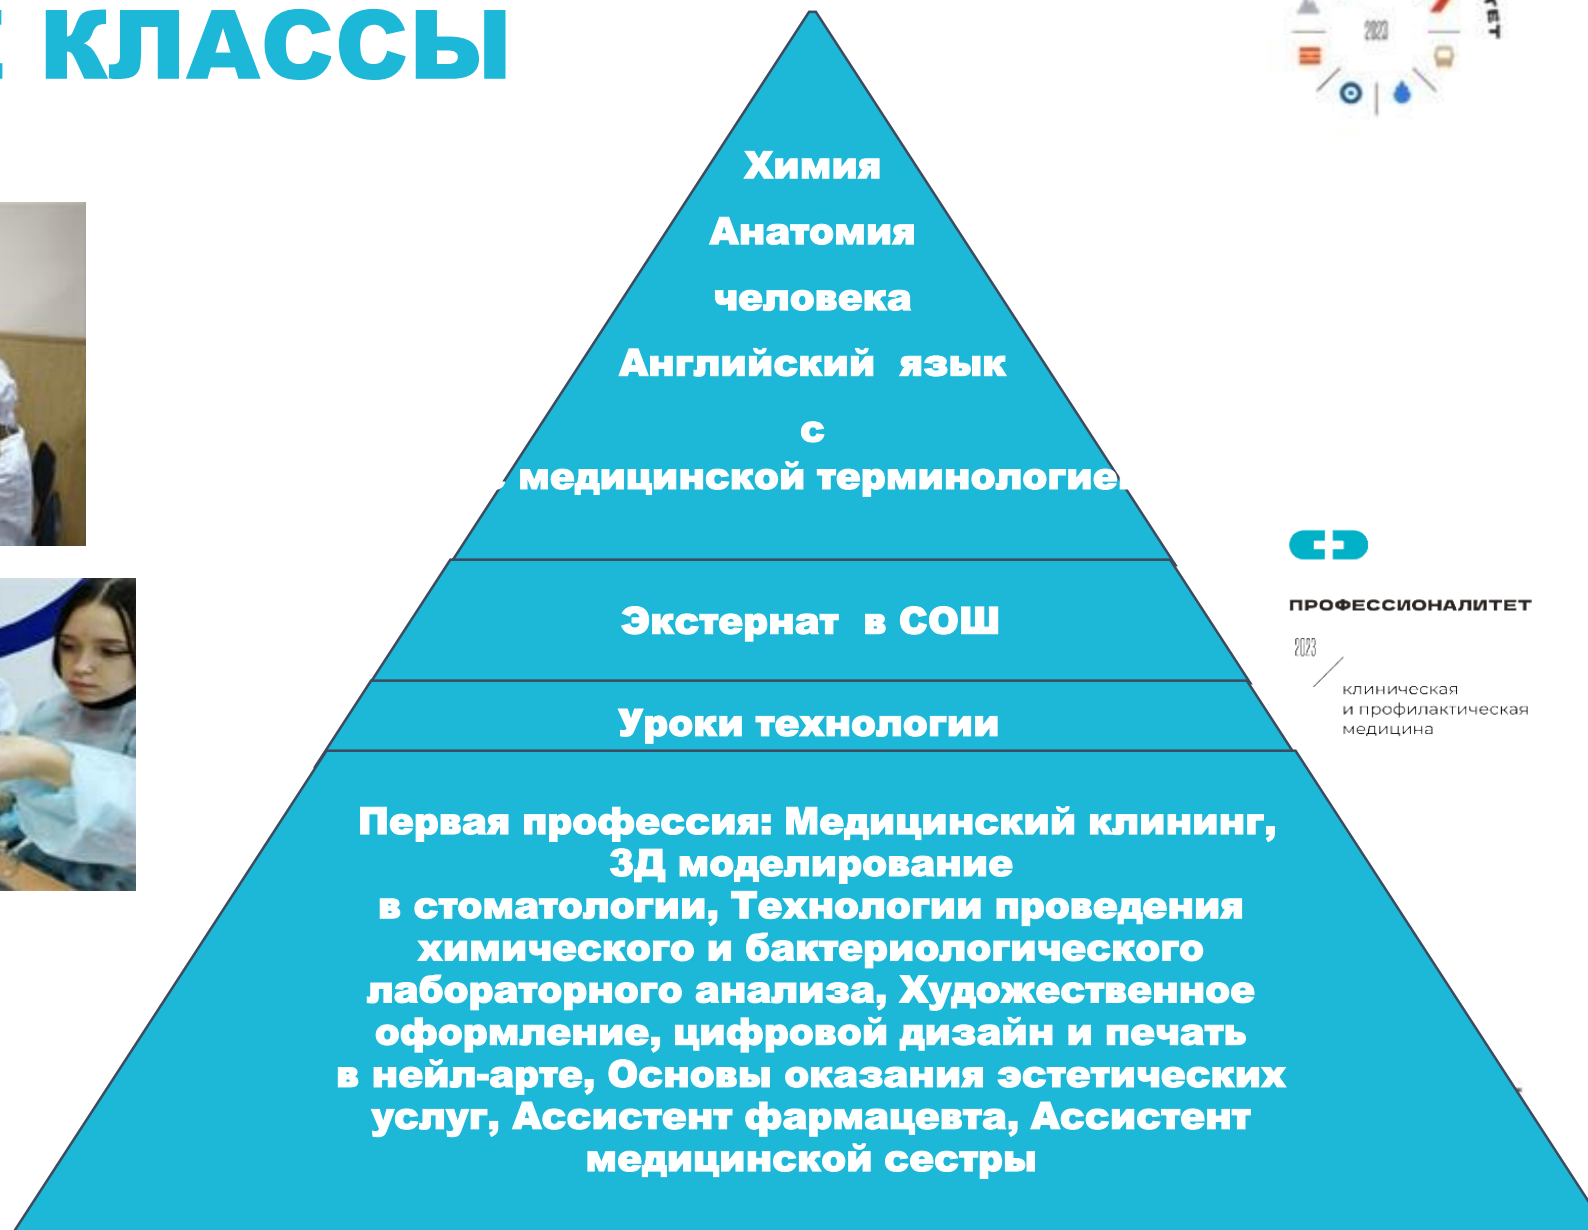 КЛАССЫ
2023
Химия
Анатомия
человека
Английский язык
с
с медицинской терминологией
Экстернат в СОШ
Уроки технологии
Первая профессия: Медицинский клининг,
3Д моделирование
в стоматологии, Технологии проведения
химического и бактериологического
лабораторного анализа, Художественное
оформление, цифровой дизайн и печать
в нейл-арте, Основы оказания эстетических
услуг, Ассистент фармацевта, Ассистент
медицинской сестры
ПРОФЕССИОНАЛИТЕТ
2023
клиническая
и профилактическая
медицина